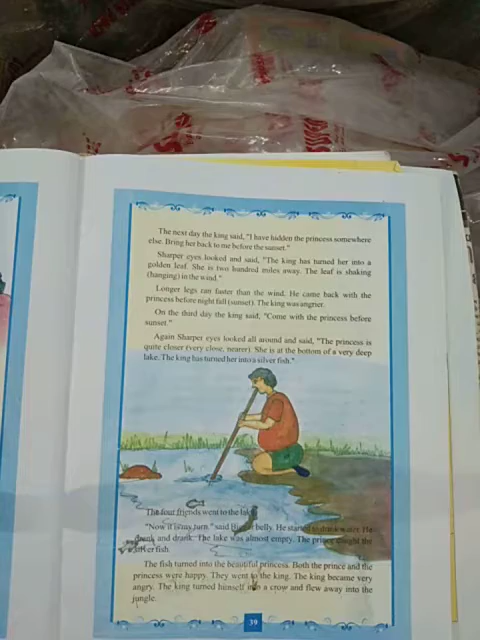 The next day the king said, "I have hidden the princess somewhere
else. Bring her back to me before the sunset."
Sharper eyes looked and said, "The king has turned her into a
golden leaf. She is two hundred miles away. The leaf is shaking
(hanging) in the wind."
Longer legs ran faster than the wind. He came back with the
princess before night fall (sunset). The king was angrier.
On the third day the king said, "Come with the princess before
sunset."
Again Sharper eyes looked all around and said, "The princess is
quite closer (very close, nearer). She is at the bottom of a very deep
lake. The king has turned her into a silver fish."
The four friends went to the lake.
"Now it is my turn." said belly. He started to drink water. He
drank and drank. The lake was almost empty. The prince caught the
silver fish.
The fish turned into the beautiful princess. Both the prince and the
princess were happy. They went to the king. The king became very
angry. The king turned himself into a crow and flew away into the
jungle.
39